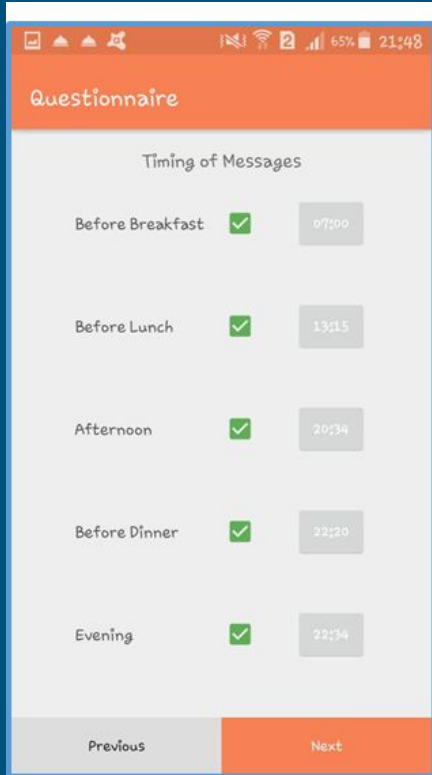 2 65% 21:48
Questionnaire
Timing of Messages
Before Breakfast 07:00
Before Lunch 13:15
Afternoon 20:34
Before Dinner 22:20
Evening 22:34
Previous Next